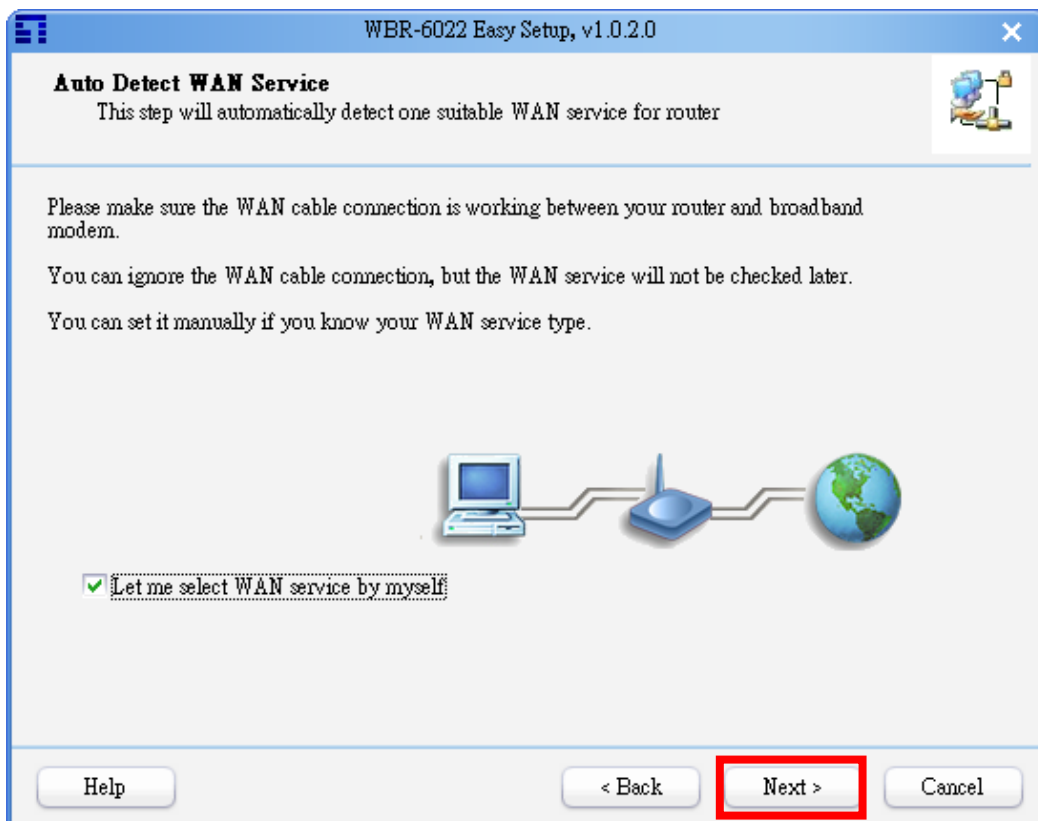 WBR-6022 Easy Setup, v1.0.2.0
Auto Detect WAN Service
This step will automatically detect one suitable WAN service for router
Please make sure the WAN cable connection is working between your router and broadband
modem.
You can ignore the WAN cable connection, but the WAN service will not be checked later.
You can set it manually if you know your WAN service type.
Let me select WAN service by myself
Help
< Back
Next >
Cancel